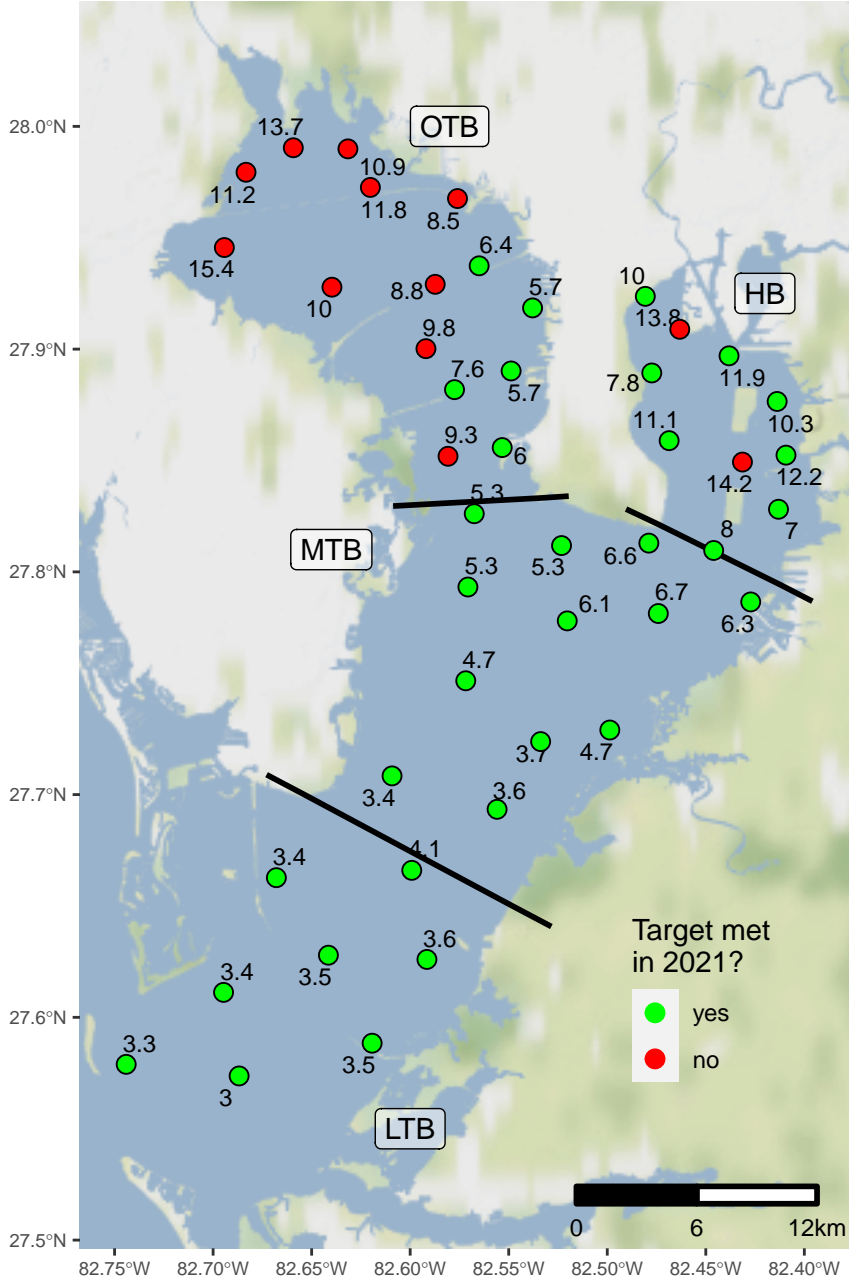 28.0°N
27.9°N
27.8°N
27.7°N
27.6°N
27.5°N
OTB
13.7
10.9
11.2
11.8
8.5
6.4
15.4
8.8
5.7
10
HB
10
13.8
9.8
7.6
5.7
7.8
11.9
10.3
9.3
6
11.1
14.2
12.2
5.3
7
MTB
5.3
6.6
8
5.3
6.1
6.7
6.3
4.7
3.7
4.7
3.4
3.6
4.1
3.4
3.6
3.5
3.4
3.3
3.5
3
LTB
Target met
in 2021?
yes
no
0 6 12km
82.75°W 82.70°W 82.65°W 82.60°W 82.55°W 82.50°W 82.45°W 82.40°W